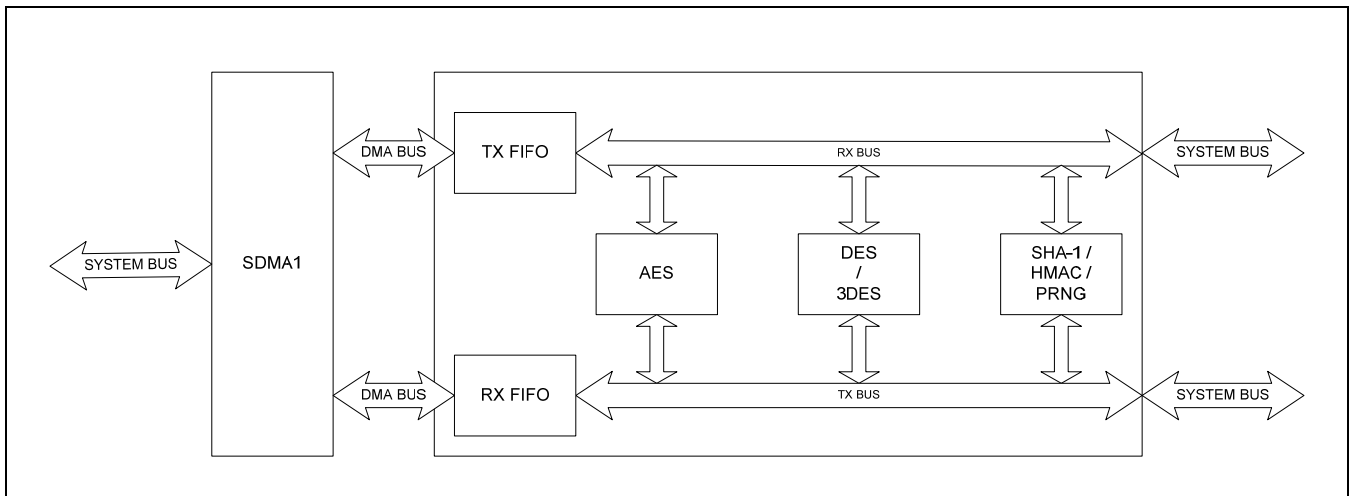 DMA BUS
TX FIFO
RX BUS
SYSTEM BUS
SYSTEM BUS
SDMA1
AES
DES
/
3DES
SHA-1 /
HMAC /
PRNG
DMA BUS
RX FIFO
TX BUS
SYSTEM BUS